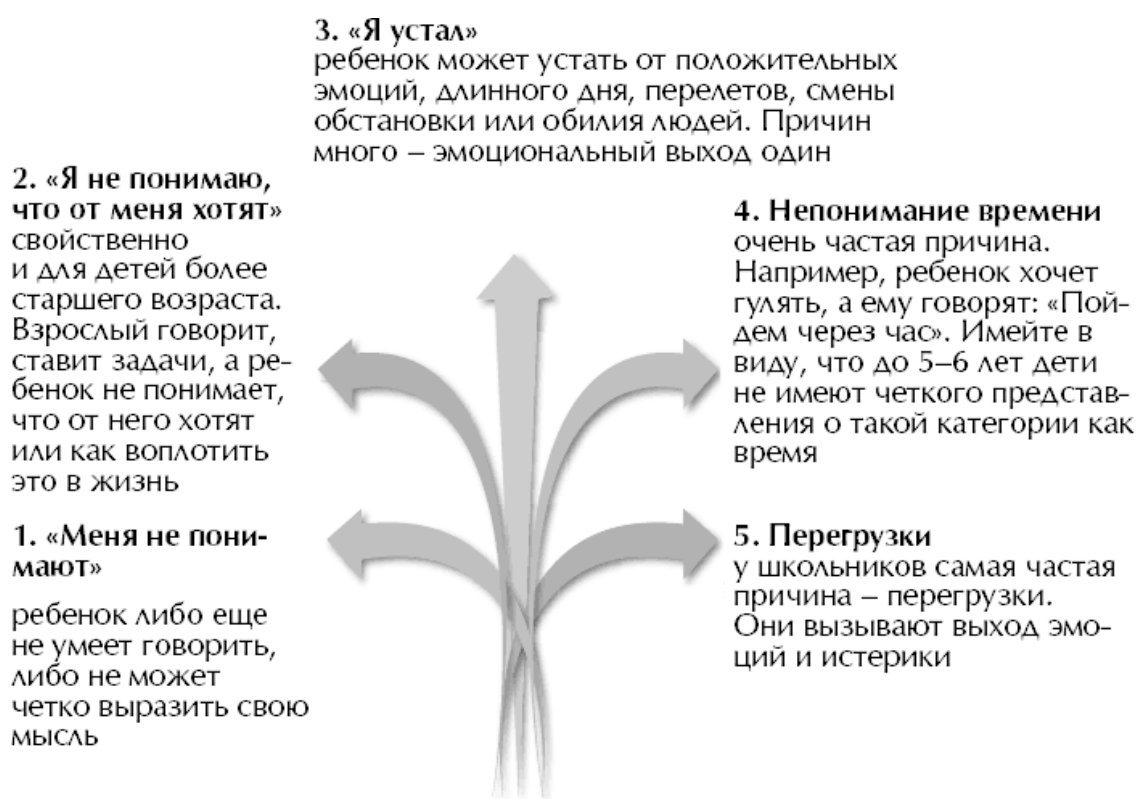 3. «Я устал»
ребенок может устать от положительных
эмоций, длинного дня, перелетов, смены
обстановки или обилия людей. Причин
много – эмоциональный выход один
2. «Я не понимаю,
что от меня хотят»
свойственно
и для детей более
старшего возраста.
Взрослый говорит,
ставит задачи, а ре-
бенок не понимает,
что от него хотят
или как воплотить
это в жизнь
4. Непонимание времени
очень частая причина.
Например, ребенок хочет
гулять, а ему говорят: «Пой-
дем через час». Имейте в
виду, что до 5–6 лет дети
не имеют четкого представ-
ления о такой категории как
время
1. «Меня не пони-
мают»
ребенок либо еще
не умеет говорить,
либо не может
четко выразить свою
мысль
5. Перегрузки
у школьников самая частая
причина – перегрузки.
Они вызывают выход эмо-
ций и истерики